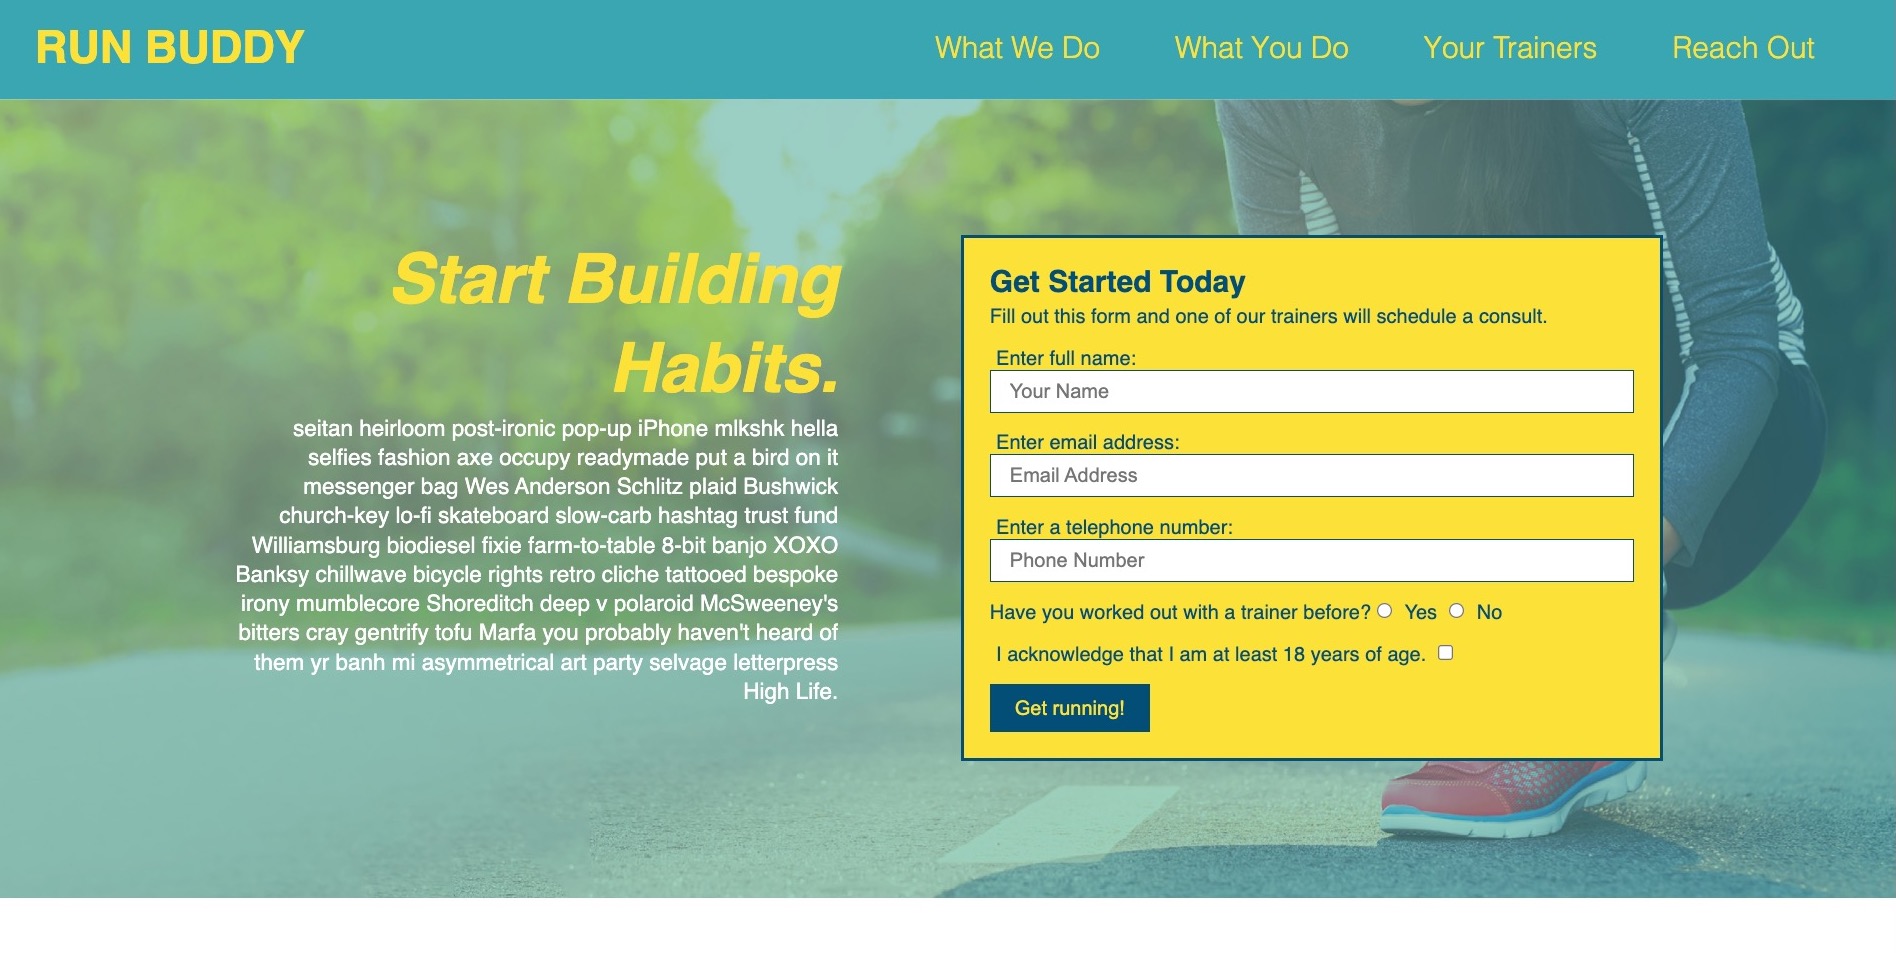 RUN BUDDY
What We Do
What You Do
Your Trainers
Reach Out
Start Building
Habits.
seitan heirloom post-ironic pop-up iPhone mlkshk hella
selfies fashion axe occupy readymade put a bird on it
messenger bag Wes Anderson Schlitz plaid Bushwick
church-key lo-fi skateboard slow-carb hashtag trust fund
Williamsburg biodiesel fixie farm-to-table 8-bit banjo XOXO
Banksy chillwave bicycle rights retro cliche tattooed bespoke
irony mumblecore Shoreditch deep v polaroid McSweeney's
bitters cray gentrify tofu Marfa you probably haven't heard of
them yr banh mi asymmetrical art party selvage letterpress
High Life.
Get Started Today
Fill out this form and one of our trainers will schedule a consult.
Enter full name:
Your Name
Enter email address:
Email Address
Enter a telephone number:
Phone Number
Have you worked out with a trainer before? Yes No
I acknowledge that I am at least 18 years of age.
Get running!